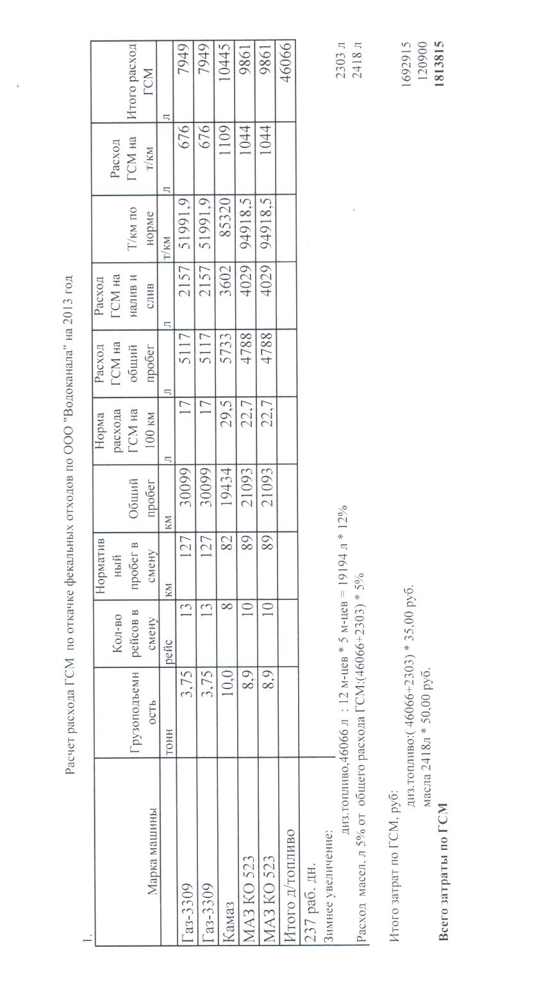 Расчет расхода ГСМ по откачке фекальных отходов по ООО "Водоканала" на 2013 год
1.
Марка машины Грузоподъемн ость Кол-во рейсов в смену Норматив ный пробег в смену Общий пробег Норма расхода ГСМ на 100 км Расход ГСМ на общий пробег Расход ГСМ на налив и слив Т/км по норме Расход ГСМ на т/км Итого расход ГСМ
тонн рейс км км л л л т/км л л
Газ-3309 3,75 13 127 30099 17 5117 2157 51991,9 676 7949
Газ-3309 3,75 13 127 30099 17 5117 2157 51991,9 676 7949
Камаз 10,0 8 82 19434 29,5 5733 3602 85320 1109 10445
МАЗ КО 523 8,9 10 89 21093 22,7 4788 4029 94918,5 1044 9861
МАЗ КО 523 8,9 10 89 21093 22,7 4788 4029 94918,5 1044 9861
Итого д/топливо 46066
237 раб. дн.
Зимнее увеличение:
диз.топливо,46066 л : 12 м-цев * 5 м-цев = 19194 л * 12% 2303 л
Расход масел. л 5% от общего расхода ГСМ:(46066+2303) * 5% 2418 л
Итого затрат по ГСМ, руб:
диз.топливо:( 46066+2303) * 35,00 руб. 1692915
масла 2418л * 50,00 руб. 120900
Всего затраты по ГСМ 1813815